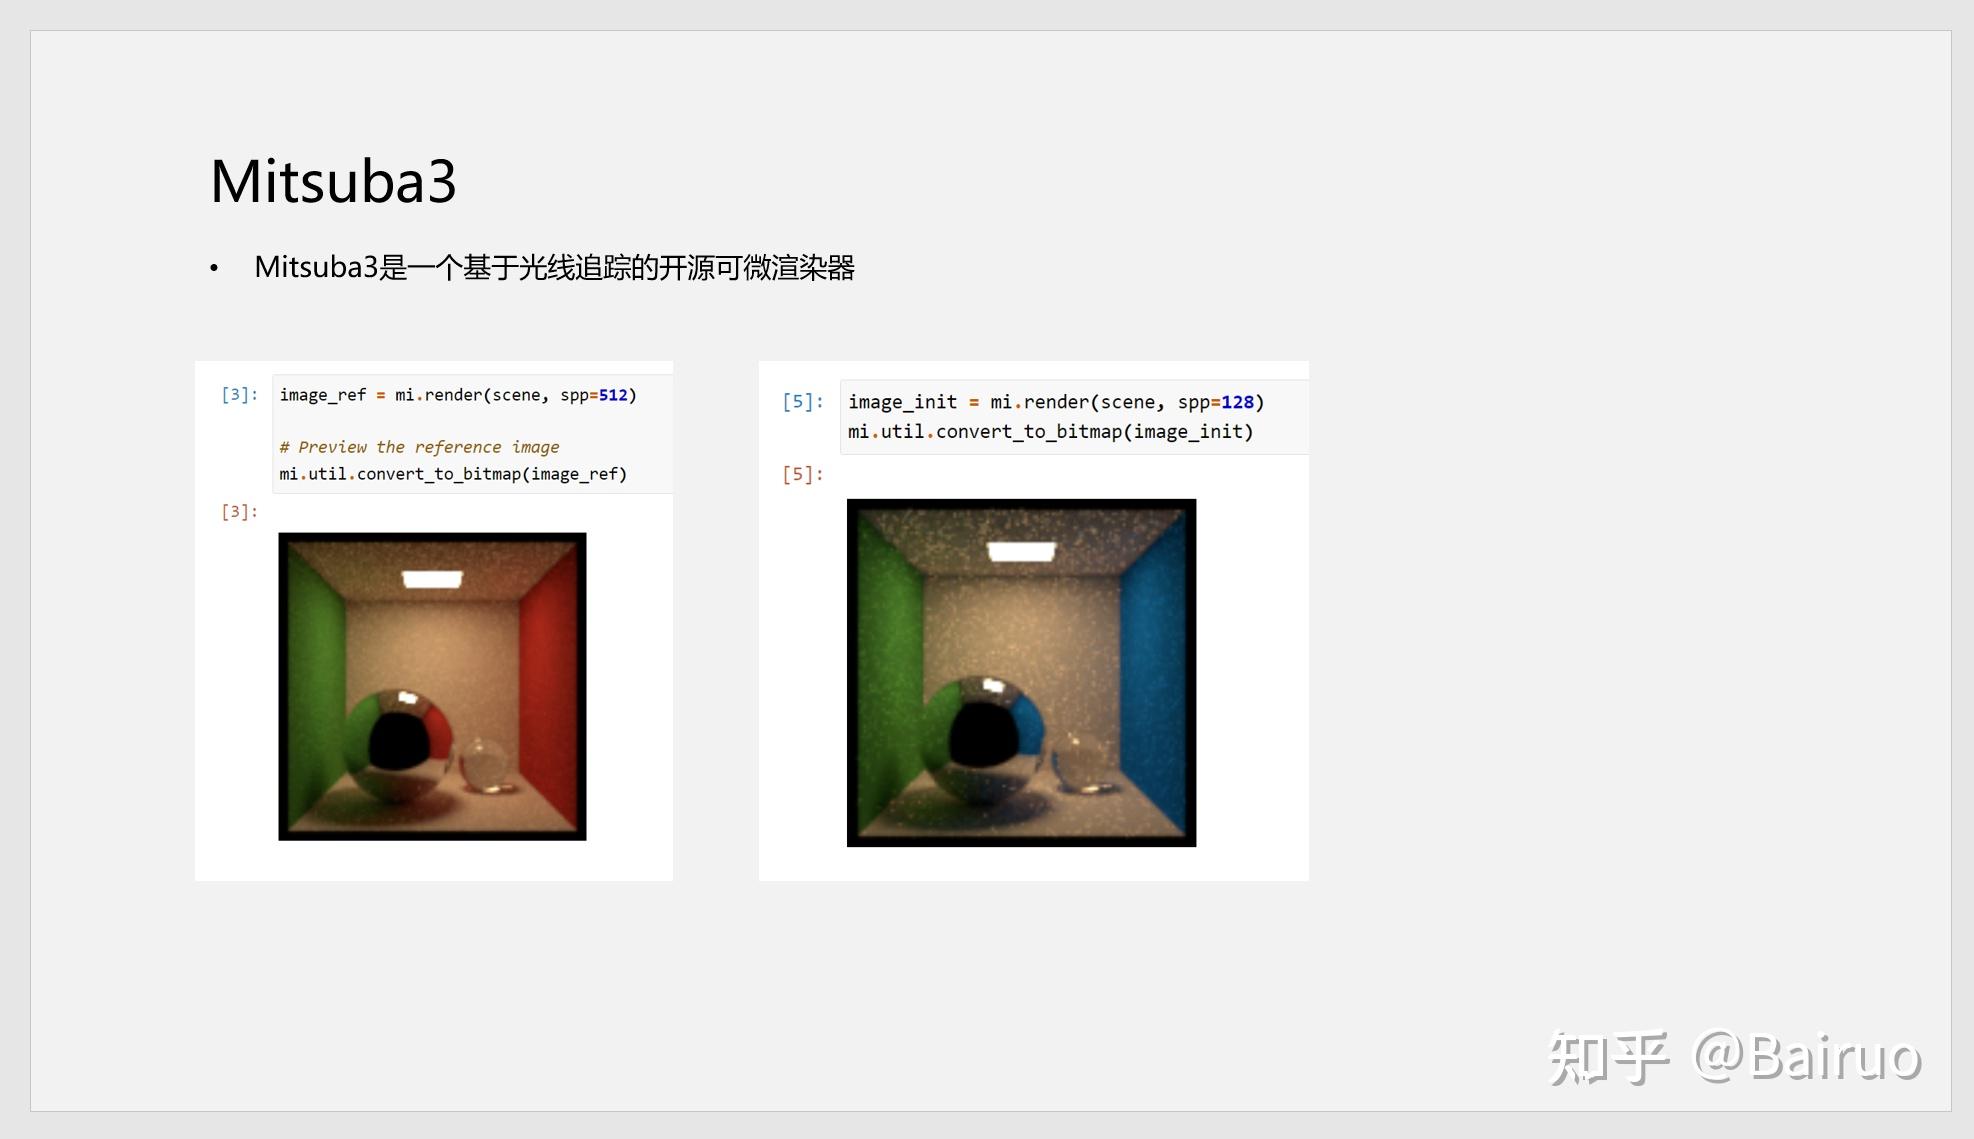 Mitsuba3
• Mitsuba3是一个基于光线追踪的开源可微渲染器
[3]: image_ref = mi.render(scene, spp=512)
# Preview the reference image
mi.util.convert_to_bitmap(image_ref)
[3]:
[5]: image_init = mi.render(scene, spp=128)
mi.util.convert_to_bitmap(image_init)
[5]:
知乎 @Bairuo